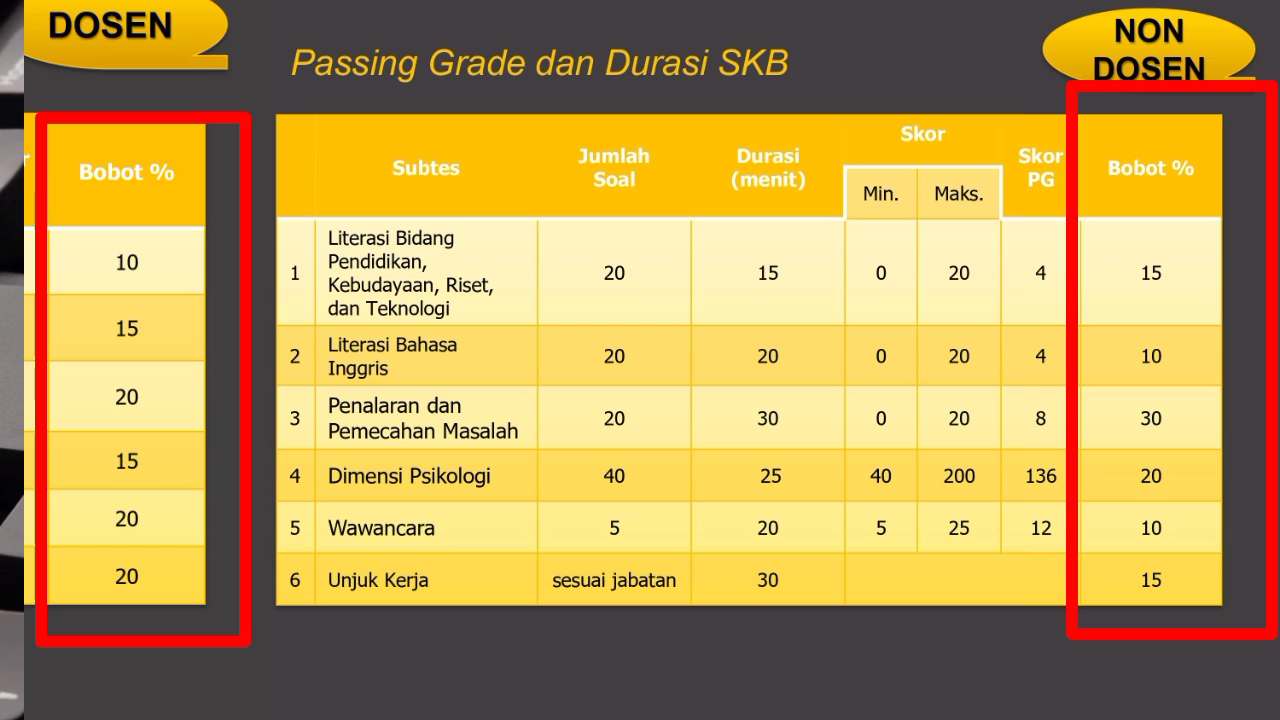 DOSEN
Bobot %
10
15
20
15
20
20
Passing Grade dan Durasi SKB
NON
DOSEN
Subtes
Jumlah
Soal
Durasi
(menit)
Skor
Min.
Maks.
Skor
PG
Bobot %
1
Literasi Bidang
Pendidikan,
Kebudayaan, Riset,
dan Teknologi
20
15
0
20
4
15
2
Literasi Bahasa
Inggris
20
20
0
20
4
10
3
Penalaran dan
Pemecahan Masalah
20
30
0
20
8
30
4
Dimensi Psikologi
40
25
40
200
136
20
5
Wawancara
5
20
5
25
12
10
6
Unjuk Kerja
sesuai jabatan
30
15